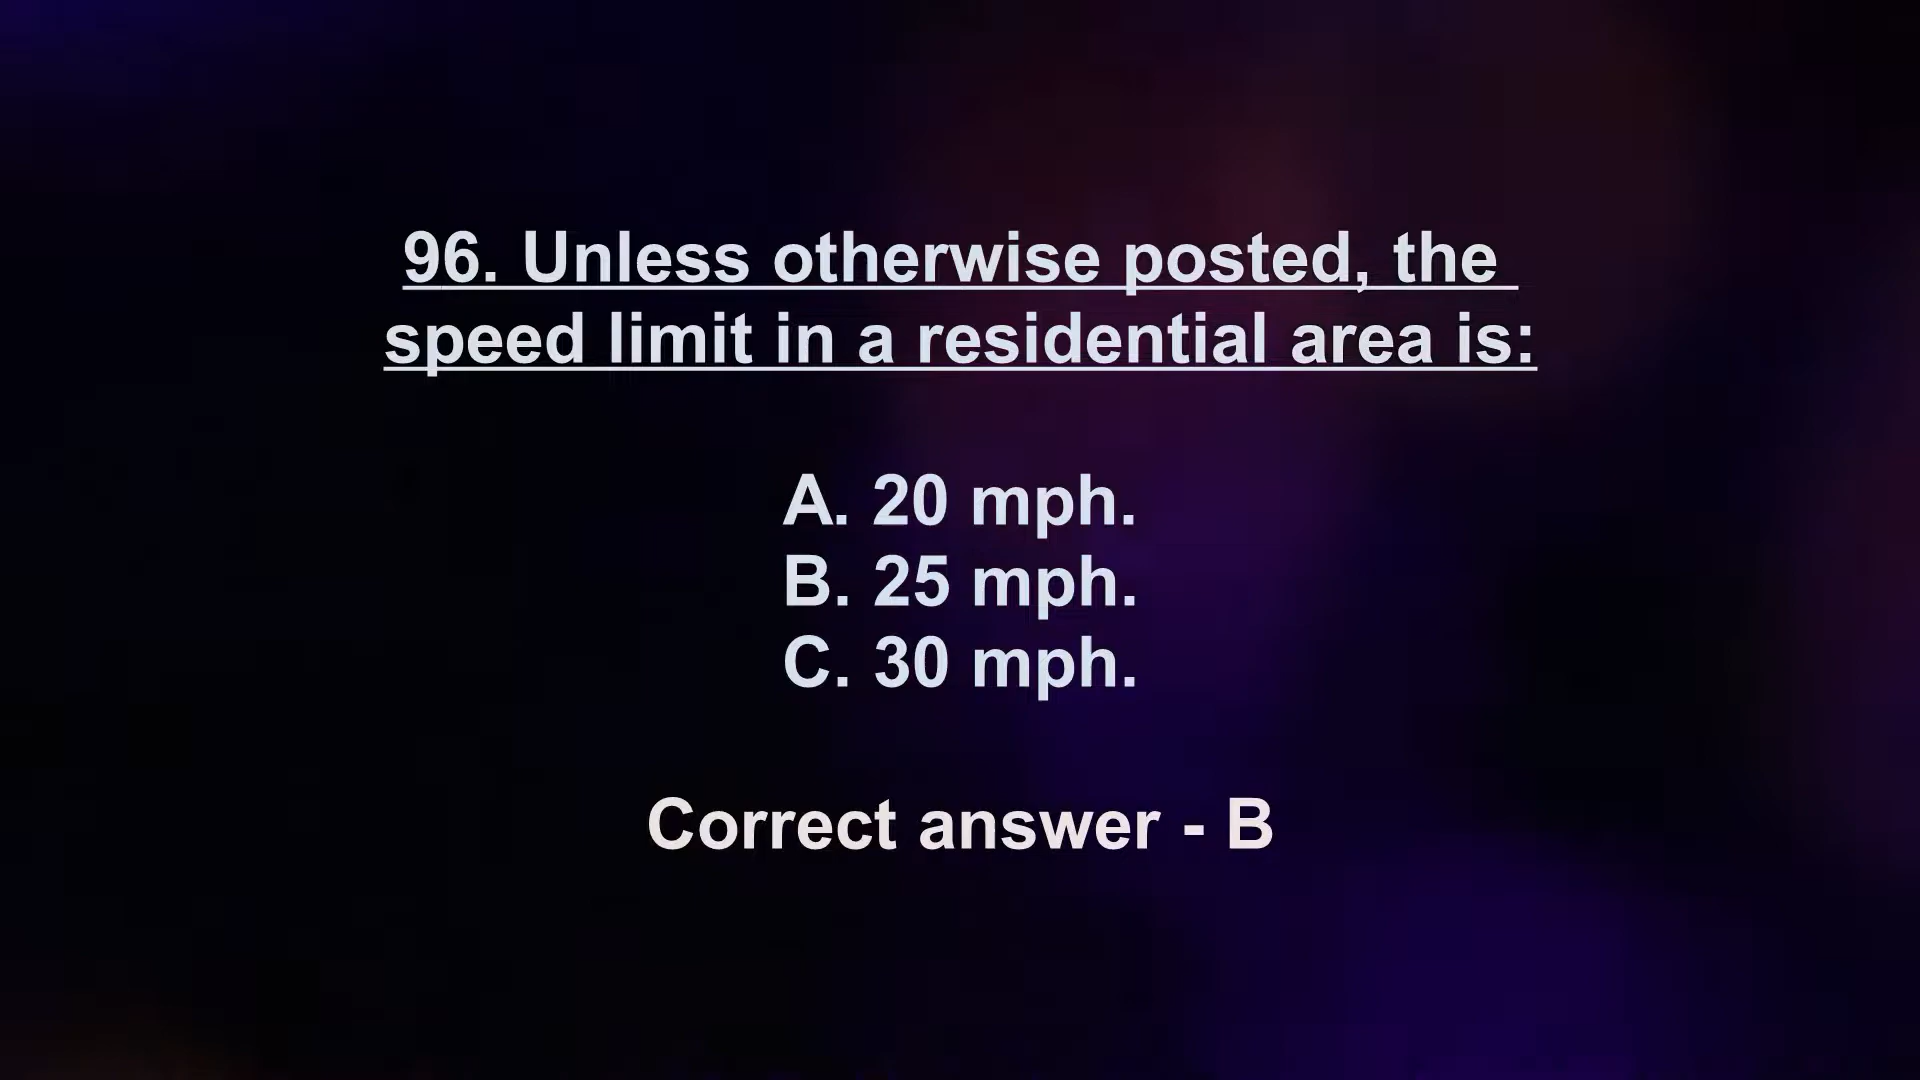 96. Unless otherwise posted, the
speed limit in a residential area is:
A. 20 mph.
B. 25 mph.
C. 30 mph.
Correct answer - B